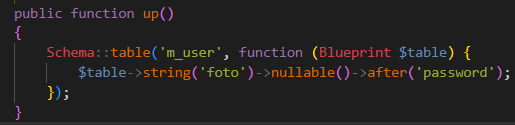 public function up()
{
    Schema::table('m_user', function (Blueprint $table) {
        $table->string('foto')->nullable()->after('password');
    });
}